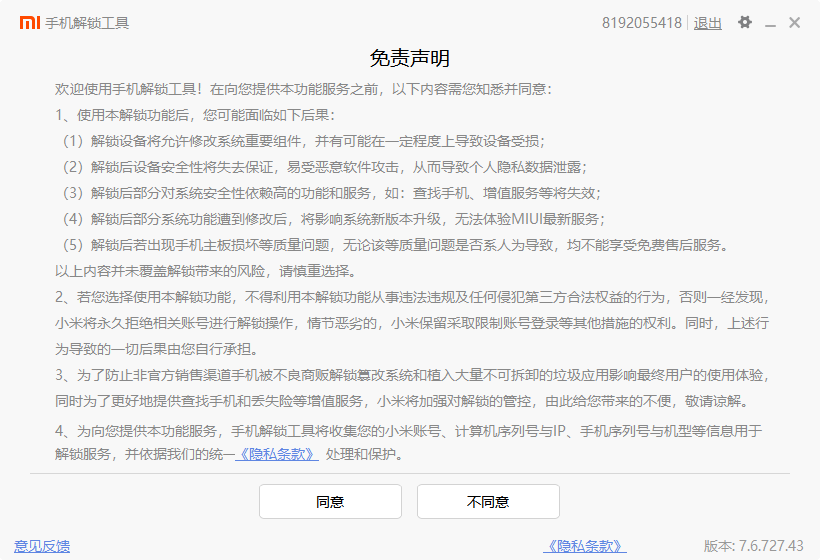 mi 手机解锁工具
8192055418 退出
免责声明
欢迎使用手机解锁工具！在向您提供本功能服务之前，以下内容需您知悉并同意：
1、使用本解锁功能后，您可能面临如下后果：
（1）解锁设备将允许修改系统重要组件，并有可能在一定程度上导致设备受损；
（2）解锁后设备安全性将失去保证，易受恶意软件攻击，从而导致个人隐私数据泄露；
（3）解锁后部分对系统安全性依赖高的功能和服务，如：查找手机、增值服务等将失效；
（4）解锁后部分系统功能遭到修改后，将影响系统新版本升级，无法体验MIUI最新服务；
（5）解锁后若出现手机主板损坏等质量问题，无论该等质量问题是否系人为导致，均不能享受免费售后服务。
以上内容并未覆盖解锁带来的风险，请慎重选择。
2、若您选择使用本解锁功能，不得利用本解锁功能从事违法违规及任何侵犯第三方合法权益的行为，否则一经发现，
小米将永久拒绝相关账号进行解锁操作，情节恶劣的，小米保留采取限制账号登录等其他措施的权利。同时，上述行
为导致的一切后果由您自行承担。
3、为了防止非官方销售渠道手机被不良商贩解锁篡改系统和植入大量不可拆卸的垃圾应用影响最终用户的使用体验，
同时为了更好地提供查找手机和丢失险等增值服务，小米将加强对解锁的管控，由此给您带来的不便，敬请谅解。
4、为向您提供本功能服务，手机解锁工具将收集您的小米账号、计算机序列号与IP、手机序列号与机型等信息用于
解锁服务，并依据我们的统一《隐私条款》 处理和保护。
同意
不同意
意见反馈
《隐私条款》
版本: 7.6.727.43